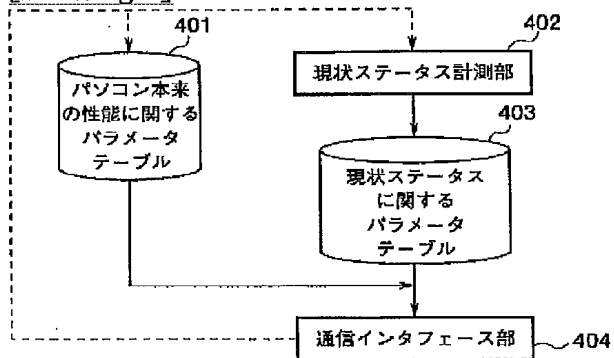 401
パソコン本来
の性能に関する
パラメータ
テーブル
402
現状ステータス計測部
403
現状ステータス
に関する
パラメータ
テーブル
通信インタフェース部
404